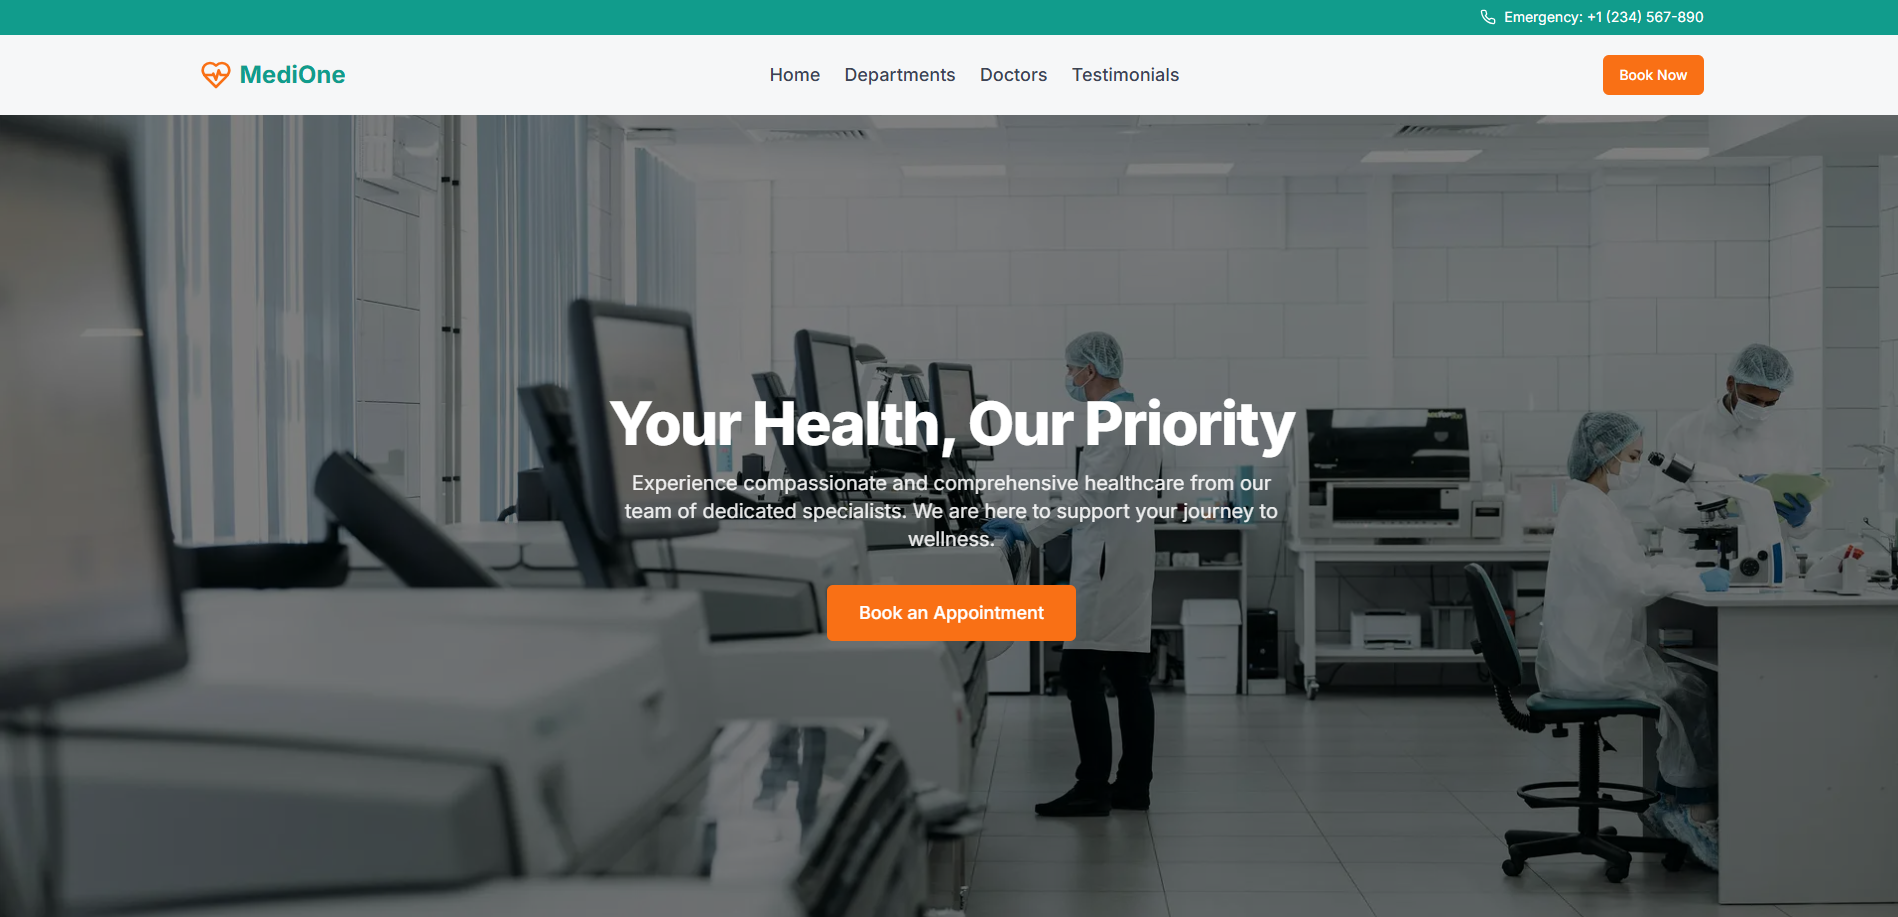 Emergency: +1 (234) 567-890
MediOne
Home
Departments
Doctors
Testimonials
Book Now
Your Health, Our Priority
Experience compassionate and comprehensive healthcare from our
team of dedicated specialists. We are here to support your journey to
wellness.
Book an Appointment